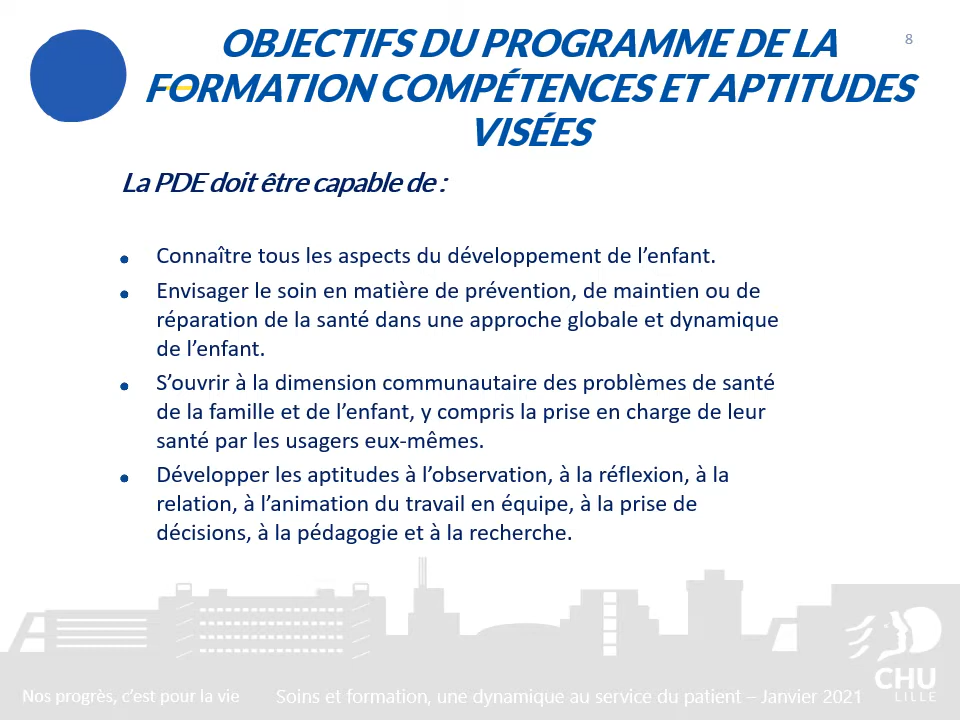 OBJECTIFS DU PROGRAMME DE LA
8
FORMATION COMPÉTENCES ET APTITUDES
VISÉES
La PDE doit être capable de :
• Connaître tous les aspects du développement de l’enfant.
• Envisager le soin en matière de prévention, de maintien ou de
réparation de la santé dans une approche globale et dynamique
de l’enfant.
• S’ouvrir à la dimension communautaire des problèmes de santé
de la famille et de l’enfant, y compris la prise en charge de leur
santé par les usagers eux-mêmes.
• Développer les aptitudes à l’observation, à la réflexion, à la
relation, à l’animation du travail en équipe, à la prise de
décisions, à la pédagogie et à la recherche.
Nos progrès, c’est pour la vie
Soins et formation, une dynamique au service du patient – Janvier 2021
CHU
LILLE